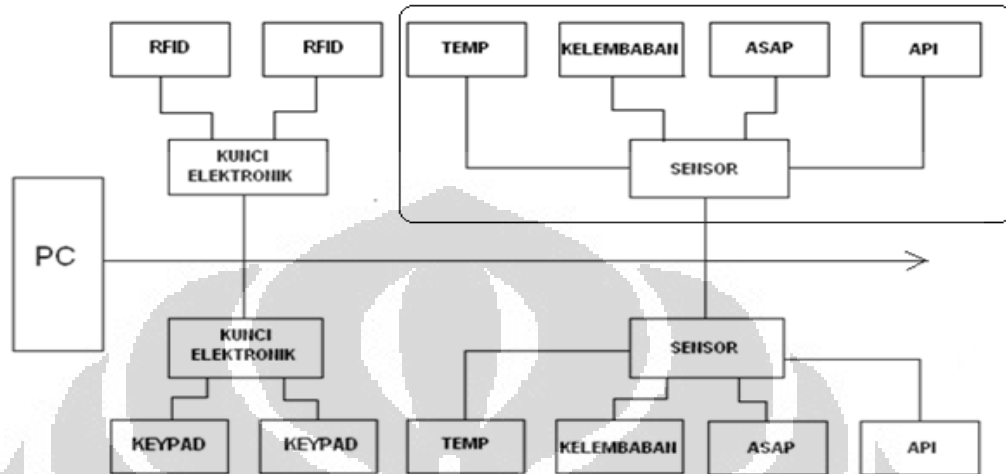 RFID
RFID
TEMP
KELEMBABAN
ASAP
API
KUNCI
ELEKTRONIK
SENSOR
PC
KUNCI
ELEKTRONIK
SENSOR
KEYPAD
KEYPAD
TEMP
KELEMBABAN
ASAP
API